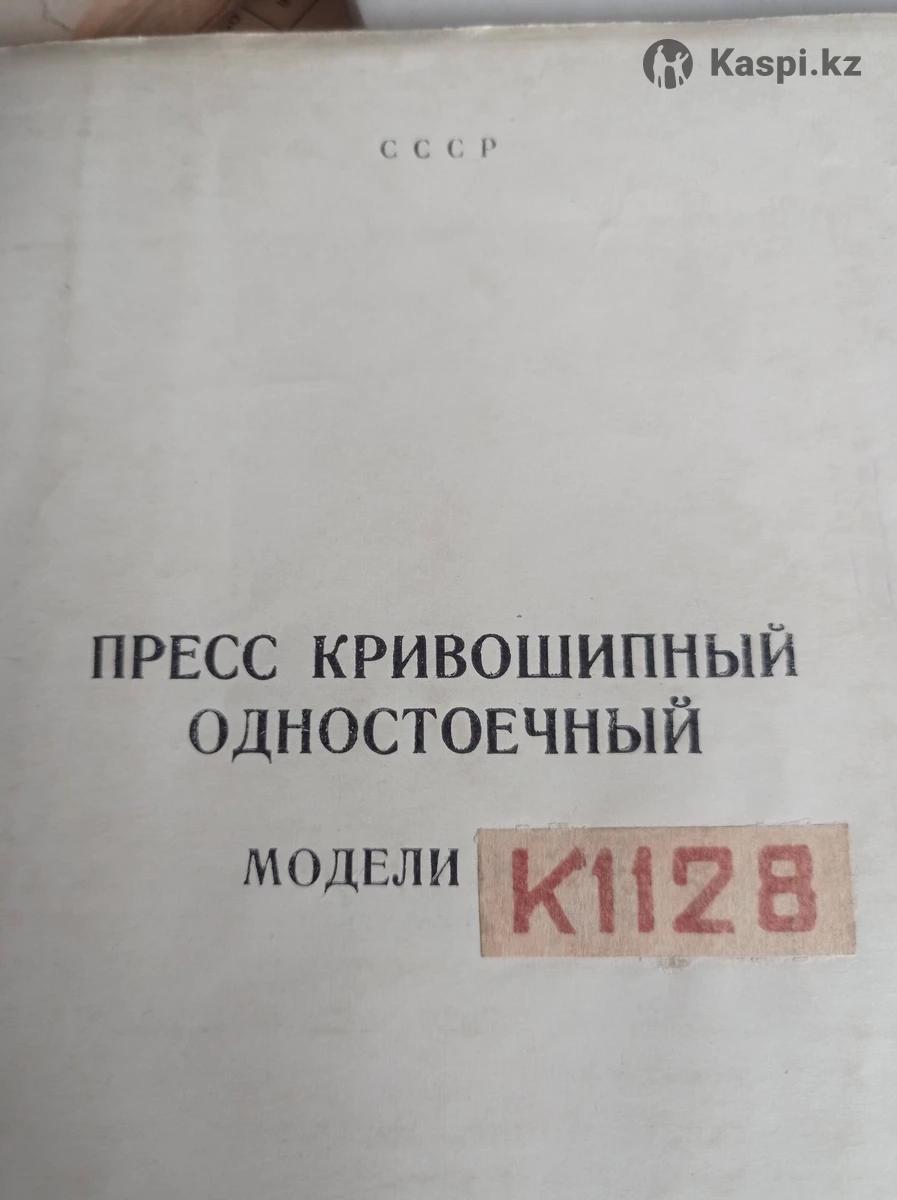 Kaspi.kz
СССР
ПРЕСС КРИВОШИПНЫЙ
ОДНОСТОЕЧНЫЙ
МОДЕЛИ К1128